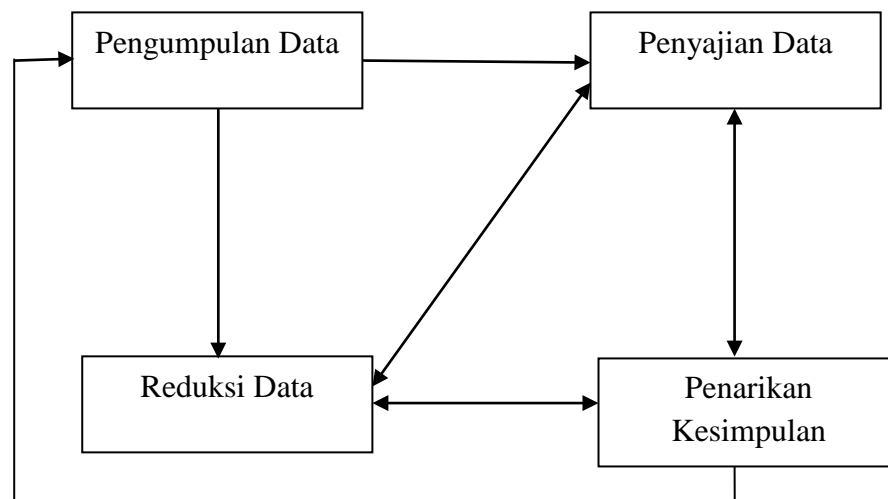 Pengumpulan Data
Penyajian Data
Reduksi Data
Penarikan
Kesimpulan